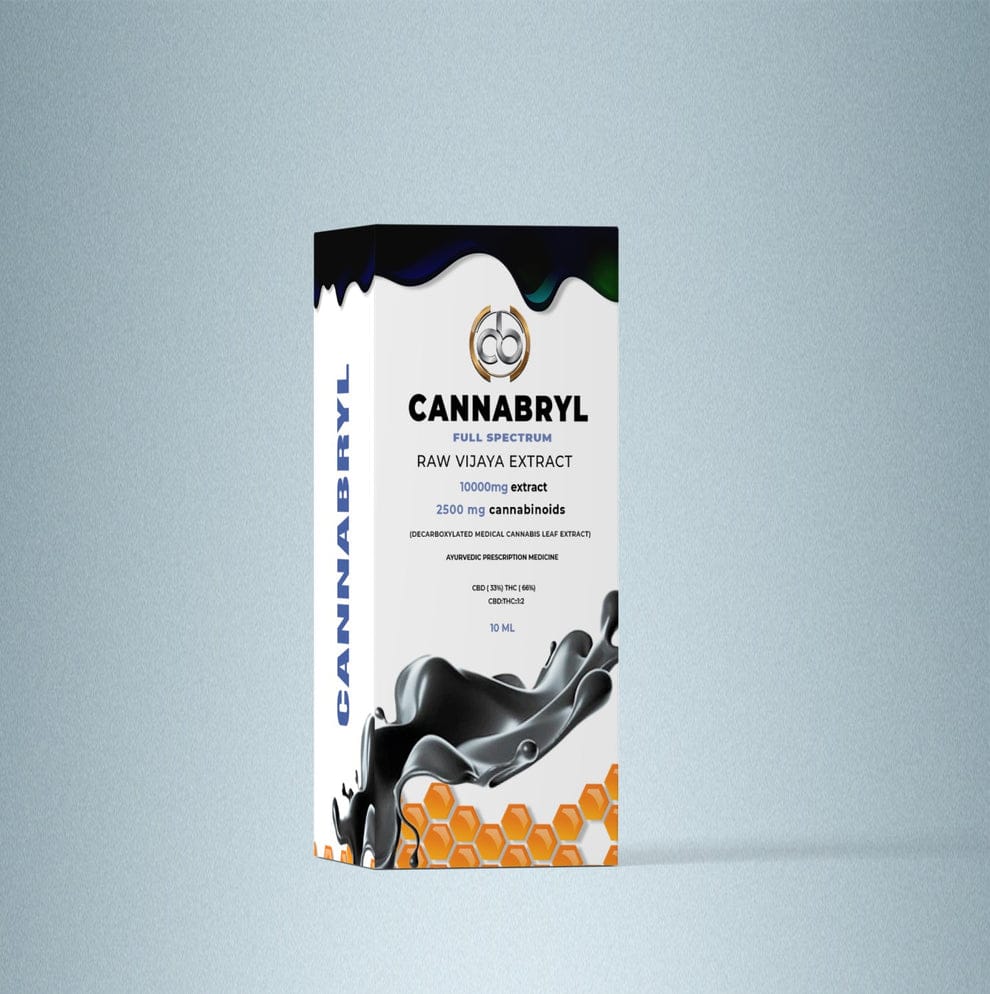 CANNABRYL
cb
CANNABRYL
FULL SPECTRUM
RAW VIJAYA EXTRACT
10000mg extract
2500 mg cannabinoids
(DECARBOXYLATED MEDICAL CANNABIS LEAF EXTRACT)
AYURVEDIC PRESCRIPTION MEDICINE
CBD ( 33%) THC ( 66%)
CBD:THC::1:2
10 ML